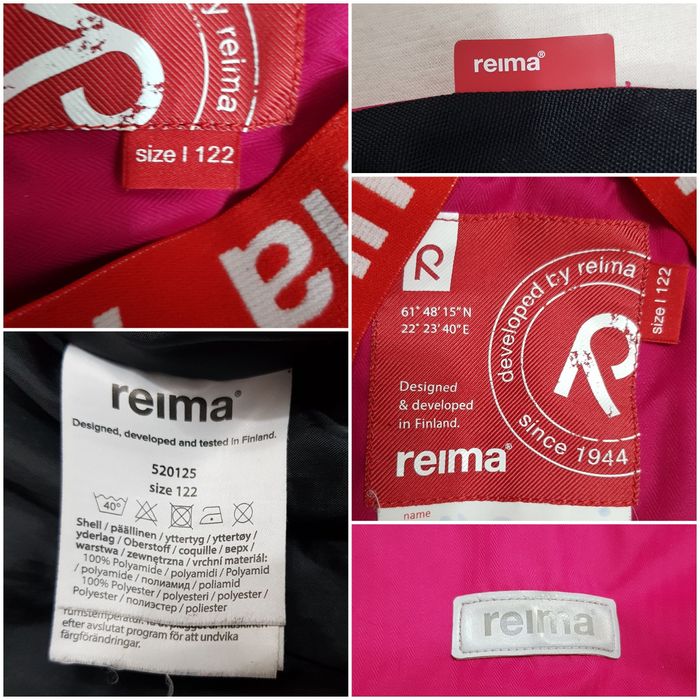 by reima
size | 122
ia
reima®
61° 48′ 15″ N
22° 23′ 40″ E
developed by reima
since 1944
size | 122
Designed
& developed
in Finland.
reima®
name
reima®
Designed, developed and tested in Finland.
520125
size 122
40°
Shell / päällinen / yttertyg / yttertøy /
yderlag / Oberstoff / coquille / верх /
warstwa / zewnętrzna / vrchní materiál:
100% Polyamide / polyamidi / Polyamid
/ polyamide / полиамид / poliamid
100% Polyester / polyesteri / polyester /
Polyester / полиэстер / poliester
efter avslutat program för att undvika
färgförändringar.
reima